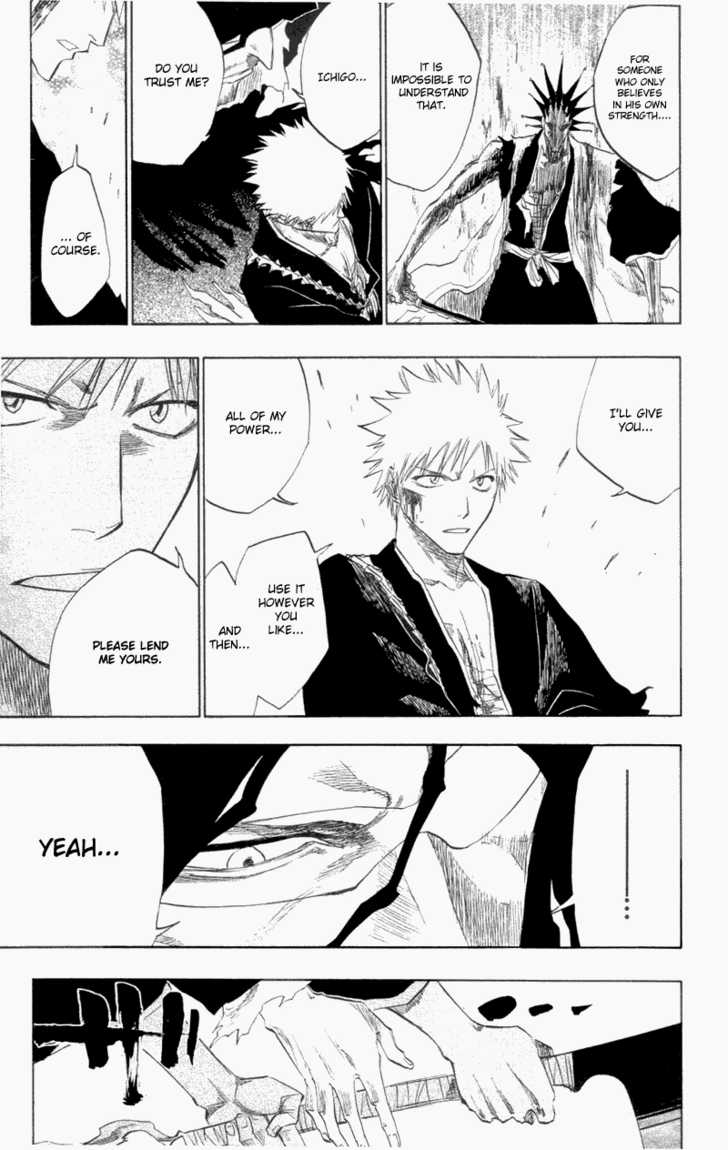 FOR
SOMEONE
WHO ONLY
BELIEVES
IN HIS OWN
STRENGTH....
IT IS
IMPOSSIBLE TO
UNDERSTAND
THAT.
ICHIGO...
DO YOU
TRUST ME?
... OF
COURSE.
I'LL GIVE
YOU...
ALL OF MY
POWER...
USE IT
HOWEVER
YOU
LIKE...
AND
THEN...
PLEASE LEND
ME YOURS.
YEAH...